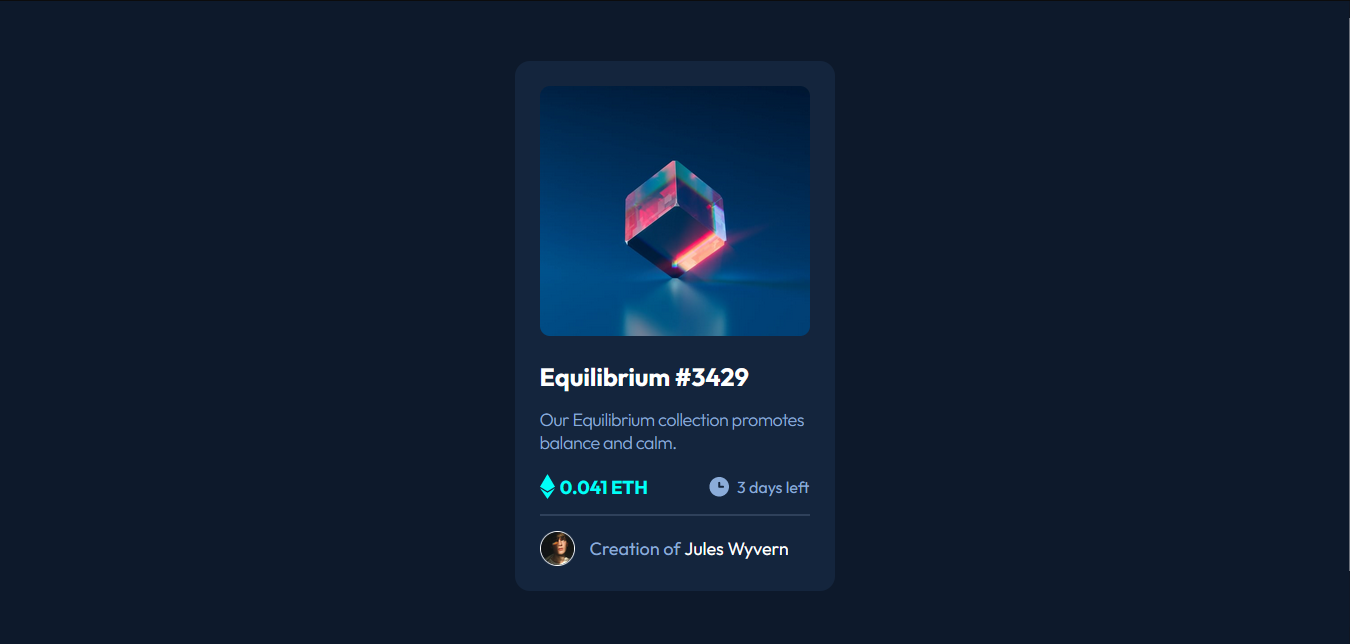 Equilibrium #3429
Our Equilibrium collection promotes
balance and calm.
0.041 ETH
3 days left
Creation of Jules Wyvern